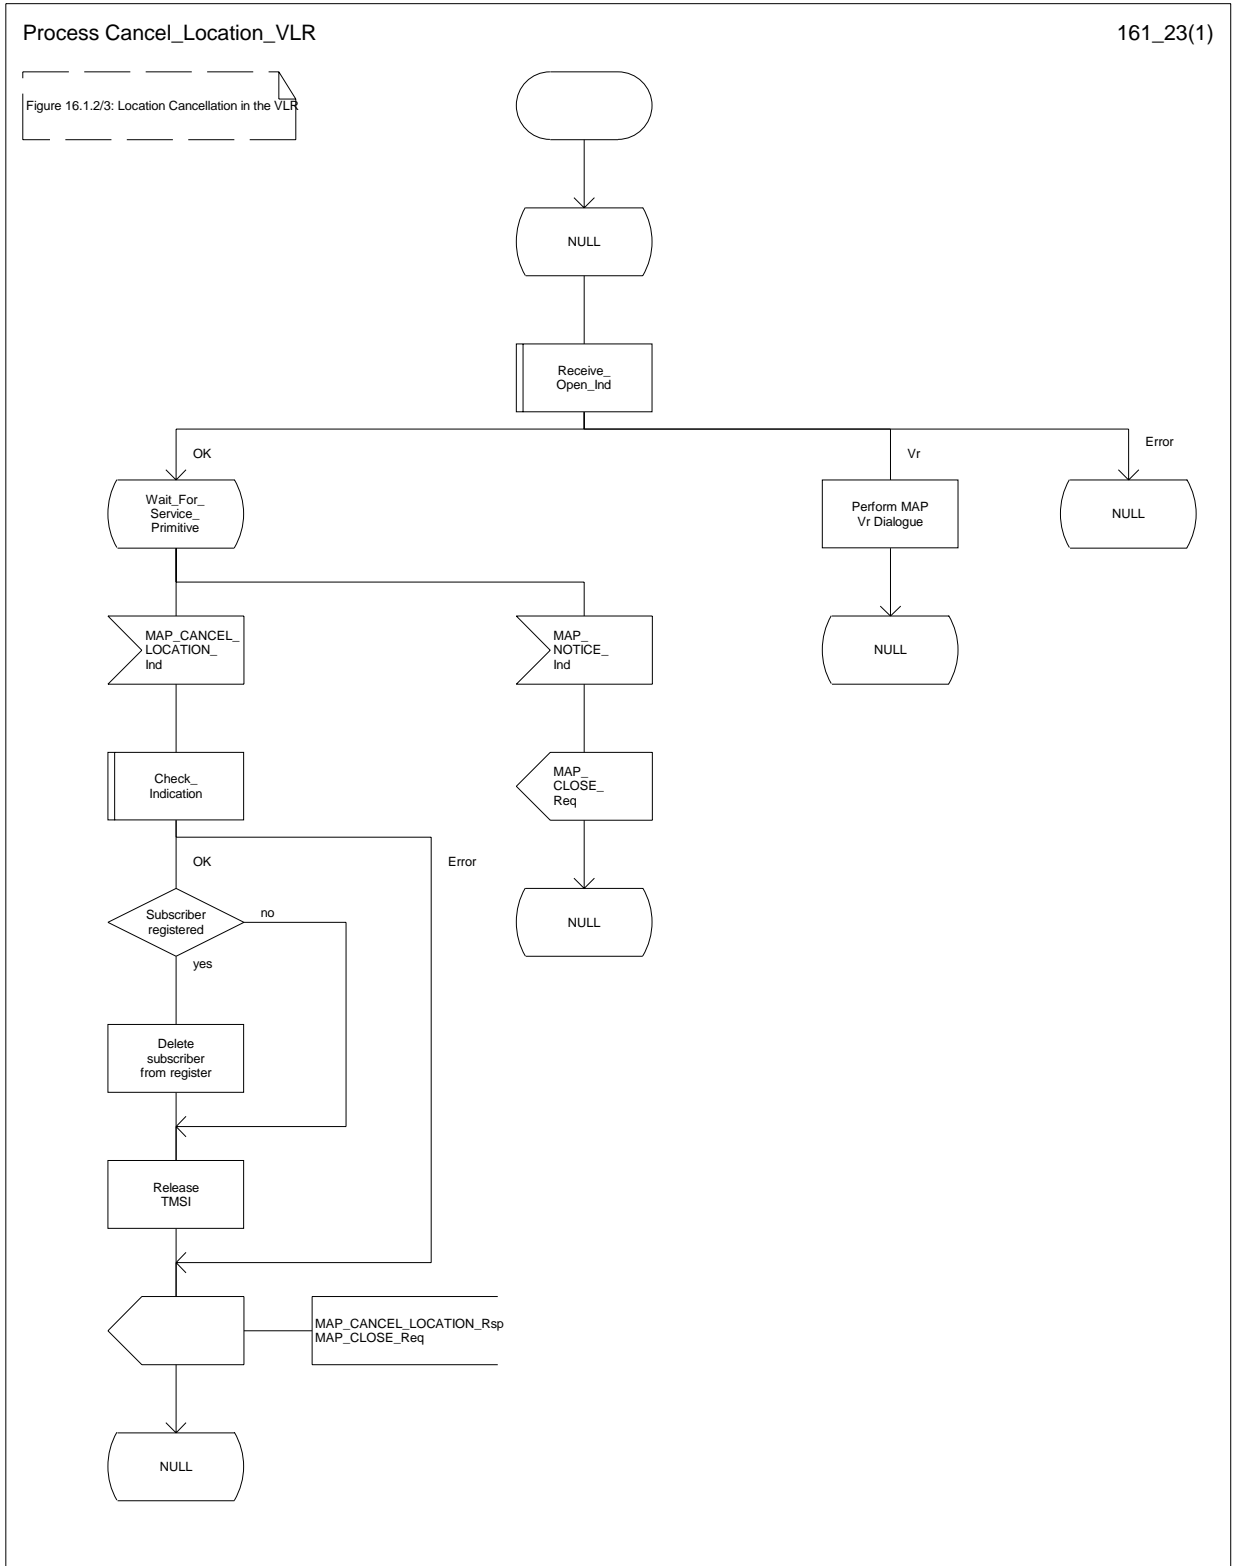 Process Cancel_Location_VLR
161_23(1)
Figure 16.1.2/3: Location Cancellation in the VLR
NULL
Receive_
Open_Ind
OK
Vr
Error
Wait_For_
Service_
Primitive
Perform MAP
Vr Dialogue
NULL
MAP_CANCEL_
LOCATION_
Ind
MAP_
NOTICE_
Ind
NULL
Check_
Indication
MAP_
CLOSE_
Req
OK
Error
Subscriber
registered
no
yes
NULL
Delete
subscriber
from register
Release
TMSI
MAP_CANCEL_LOCATION_Rsp
MAP_CLOSE_Req
NULL